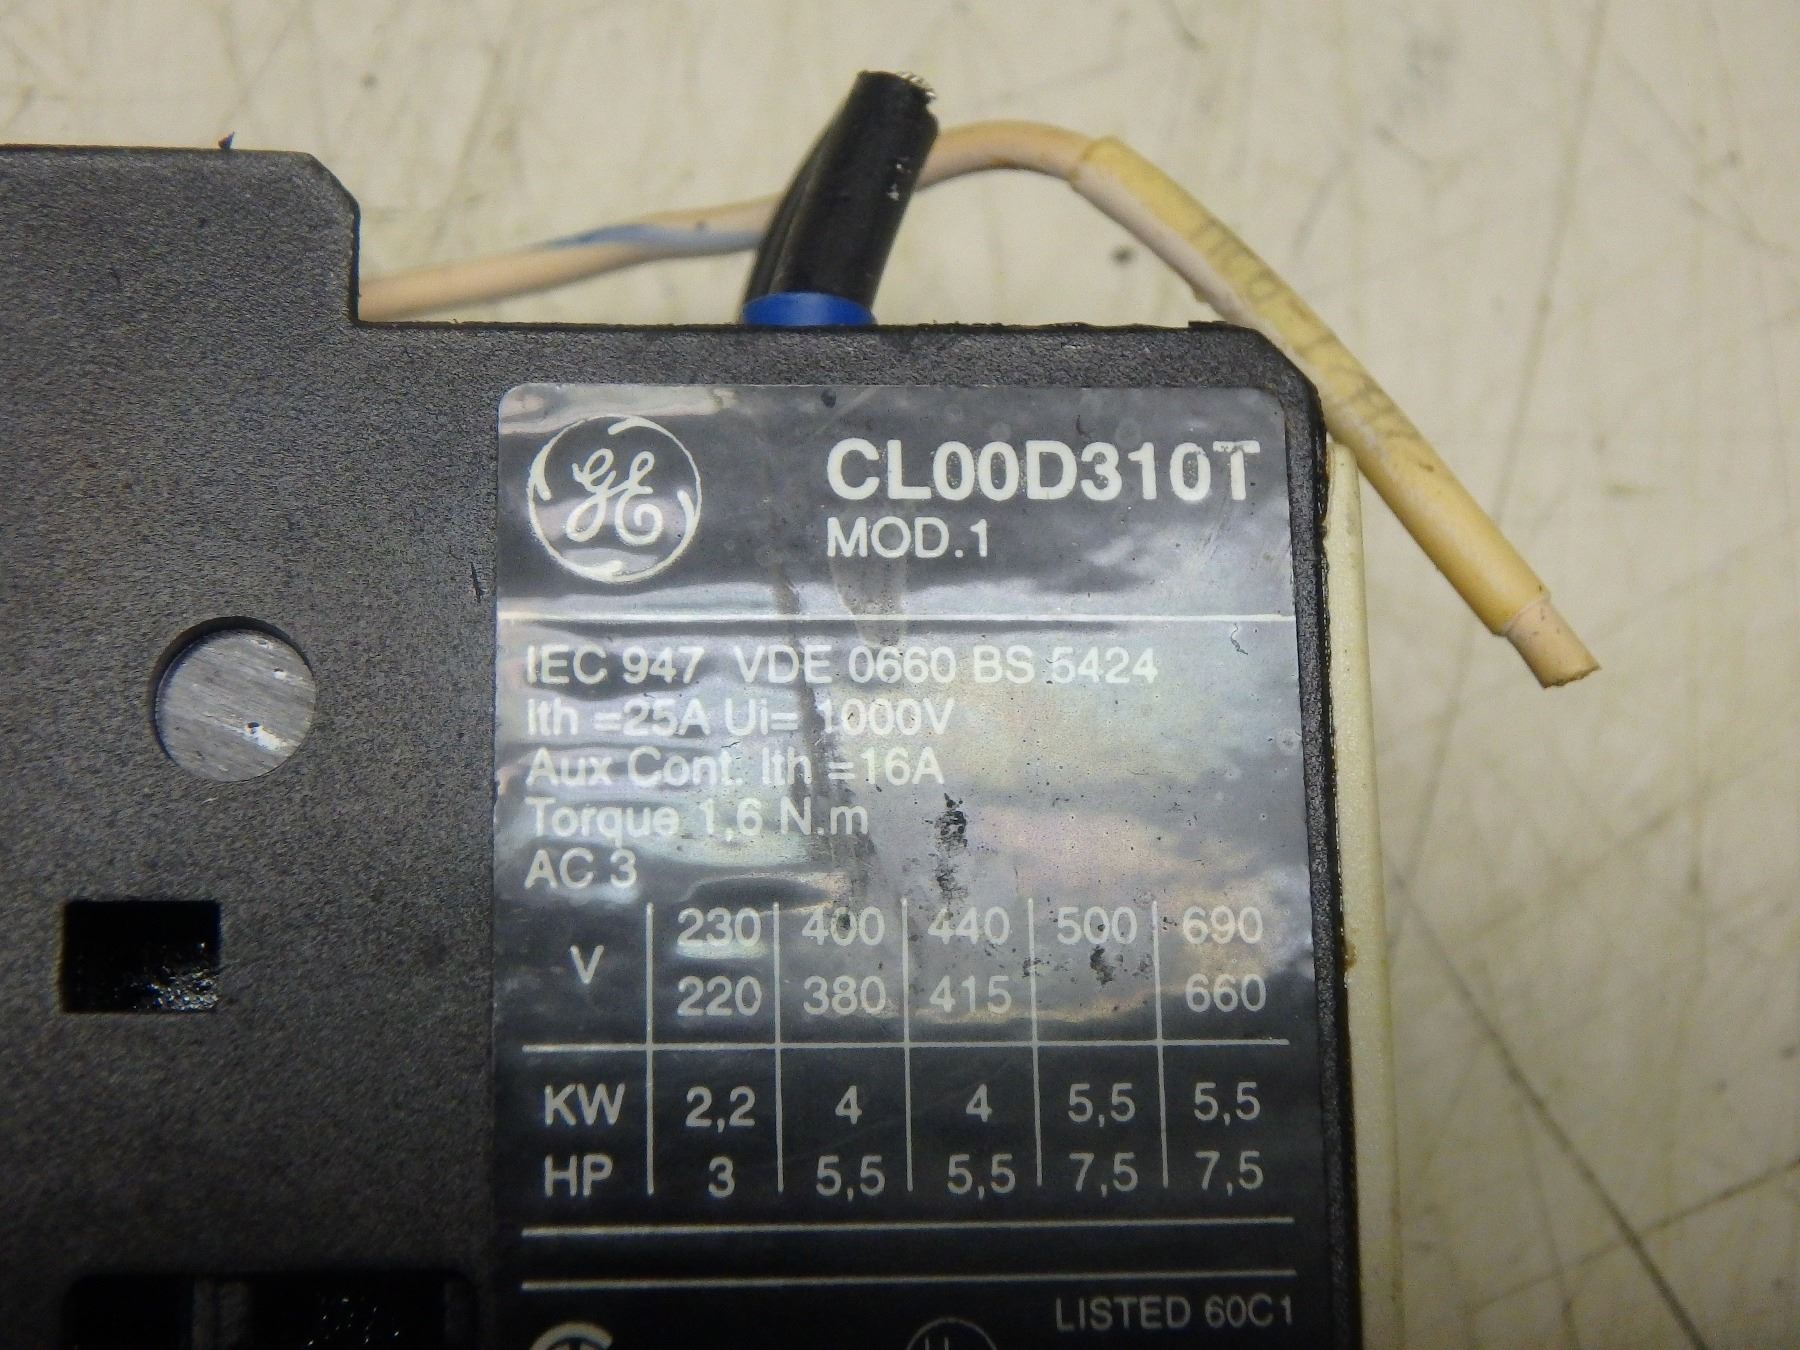 GE
CL00D310T
MOD.1
IEC 947 VDE 0660 BS 5424
Ith =25A Ui= 1000V
Aux Cont. Ith =16A
Torque 1,6 N.m
AC 3
V 230 400 440 500 690
220 380 415 660
KW 2,2 4 4 5,5 5,5
HP 3 5,5 5,5 7,5 7,5
LISTED 60C1